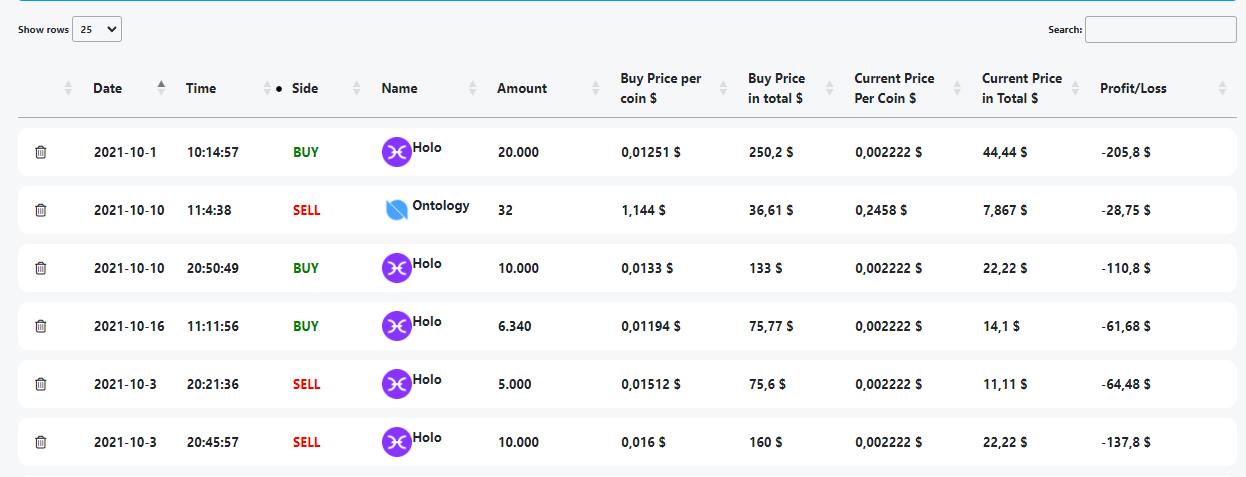 Show rows 25 Search:
Date Time Side Name Amount Buy Price per coin $ Buy Price in total $ Current Price Per Coin $ Current Price in Total $ Profit/Loss
2021-10-1 10:14:57 BUY Holo 20.000 0,01251 $ 250,2 $ 0,002222 $ 44,44 $ -205,8 $
2021-10-10 11:4:38 SELL Ontology 32 1,144 $ 36,61 $ 0,2458 $ 7,867 $ -28,75 $
2021-10-10 20:50:49 BUY Holo 10.000 0,0133 $ 133 $ 0,002222 $ 22,22 $ -110,8 $
2021-10-16 11:11:56 BUY Holo 6.340 0,01194 $ 75,77 $ 0,002222 $ 14,1 $ -61,68 $
2021-10-3 20:21:36 SELL Holo 5.000 0,01512 $ 75,6 $ 0,002222 $ 11,11 $ -64,48 $
2021-10-3 20:45:57 SELL Holo 10.000 0,016 $ 160 $ 0,002222 $ 22,22 $ -137,8 $